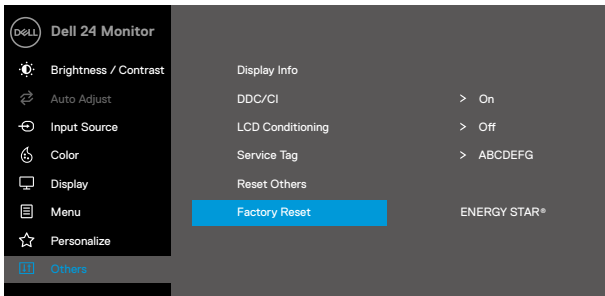 DELL Dell 24 Monitor
Brightness / Contrast
Display Info
Auto Adjust
DDC/CI > On
Input Source
LCD Conditioning > Off
Color
Service Tag > ABCDEFG
Display
Reset Others
Menu
Factory Reset ENERGY STAR®
Personalize
Others